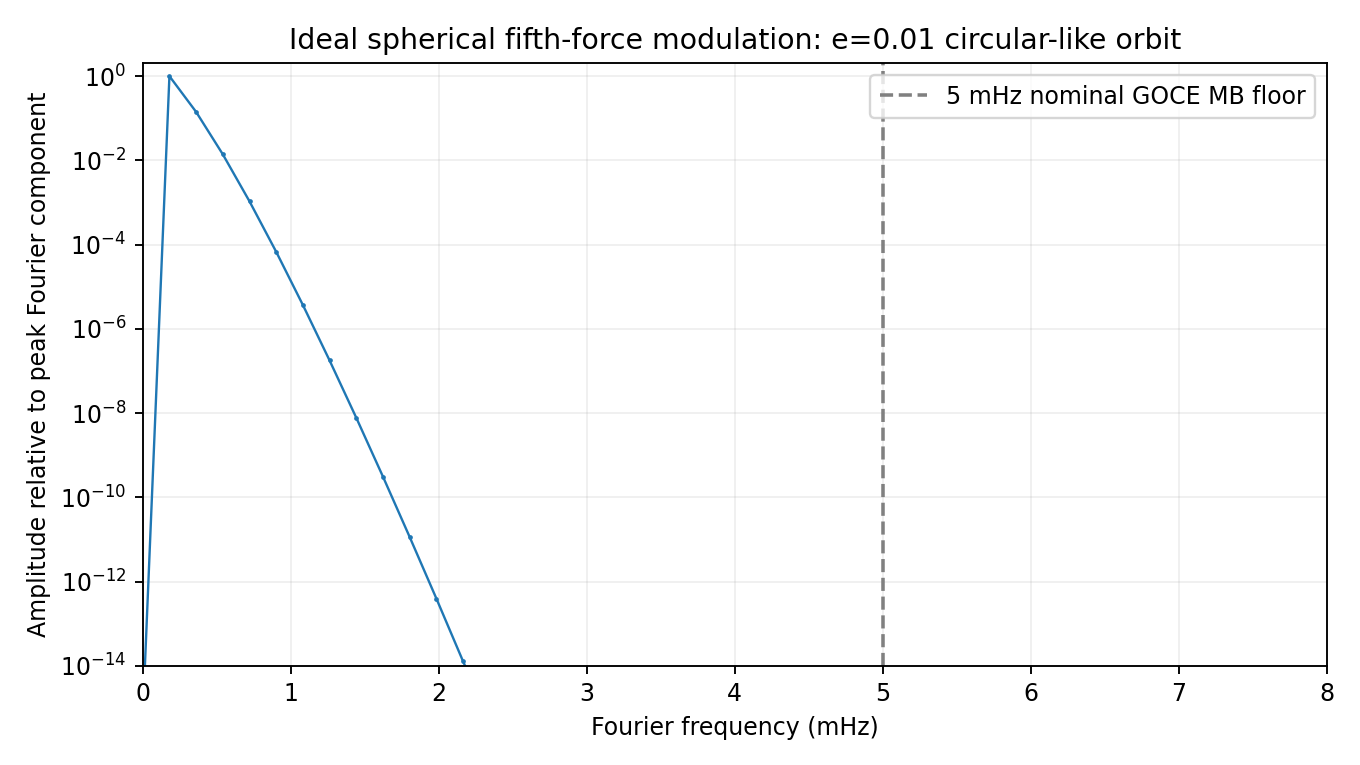 Ideal spherical fifth-force modulation: e=0.01 circular-like orbit
5 mHz nominal GOCE MB floor
Amplitude relative to peak Fourier component
10⁰
10⁻²
10⁻⁴
10⁻⁶
10⁻⁸
10⁻¹⁰
10⁻¹²
10⁻¹⁴
0 1 2 3 4 5 6 7 8
Fourier frequency (mHz)